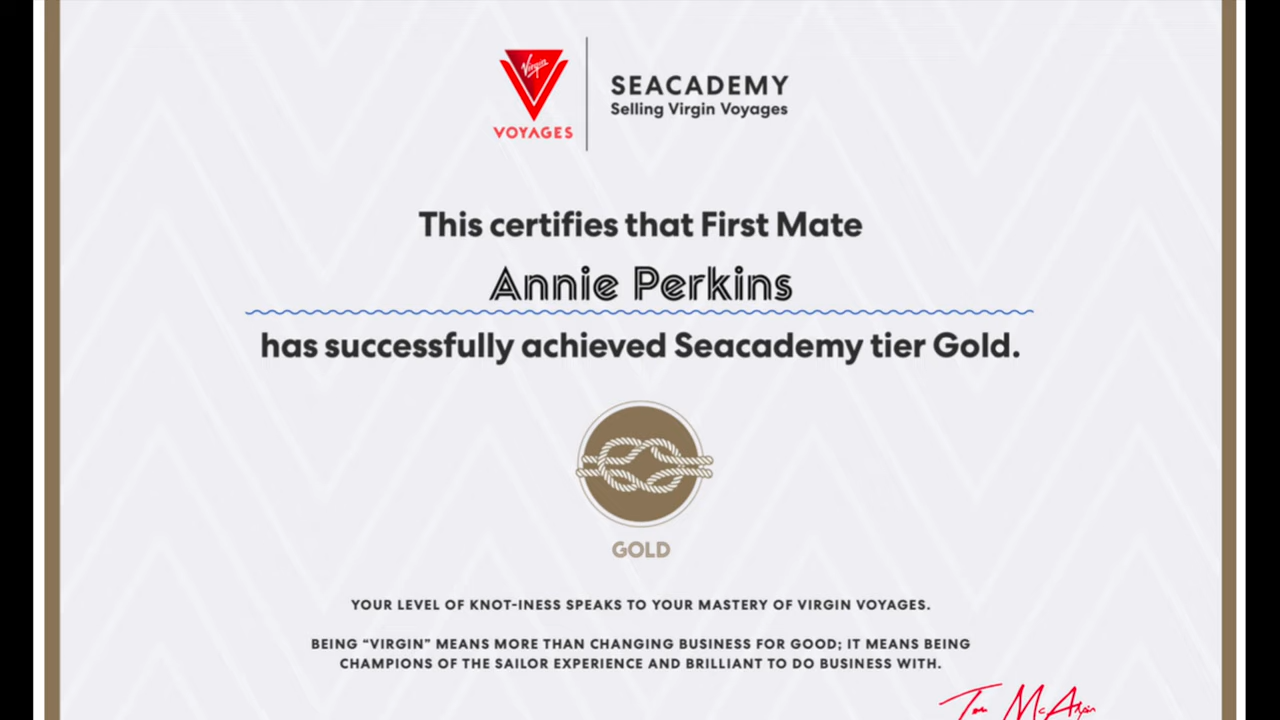 Virgin
VOYAGES
SEACADEMY
Selling Virgin Voyages
This certifies that First Mate
Annie Perkins
has successfully achieved Seacademy tier Gold.
GOLD
YOUR LEVEL OF KNOT-INESS SPEAKS TO YOUR MASTERY OF VIRGIN VOYAGES.
BEING “VIRGIN” MEANS MORE THAN CHANGING BUSINESS FOR GOOD; IT MEANS BEING
CHAMPIONS OF THE SAILOR EXPERIENCE AND BRILLIANT TO DO BUSINESS WITH.